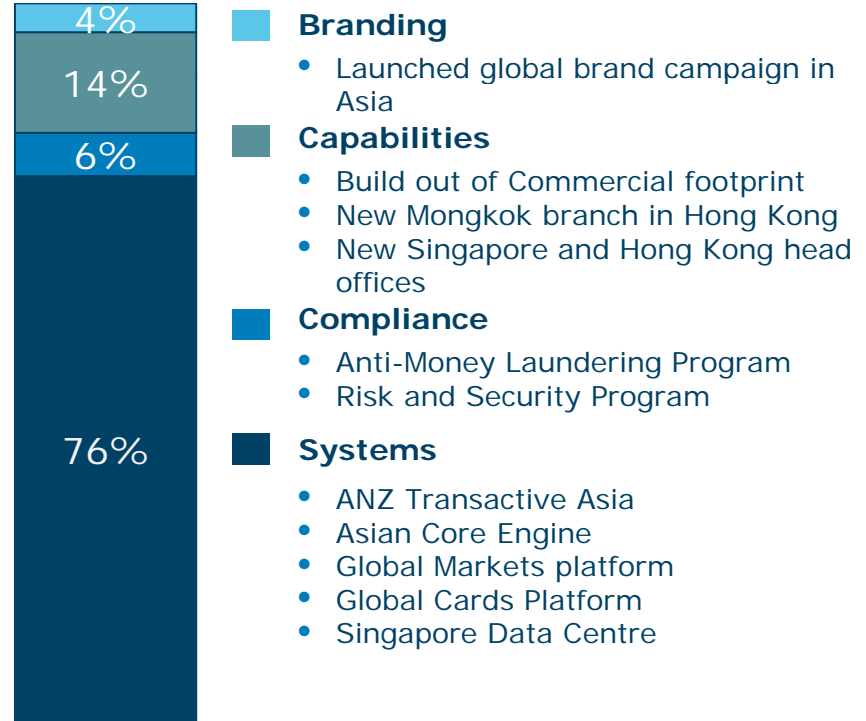 4%
14%
6%
76%
Branding
• Launched global brand campaign in
Asia
Capabilities
• Build out of Commercial footprint
• New Mongkok branch in Hong Kong
• New Singapore and Hong Kong head
offices
Compliance
• Anti-Money Laundering Program
• Risk and Security Program
Systems
• ANZ Transactive Asia
• Asian Core Engine
• Global Markets platform
• Global Cards Platform
• Singapore Data Centre